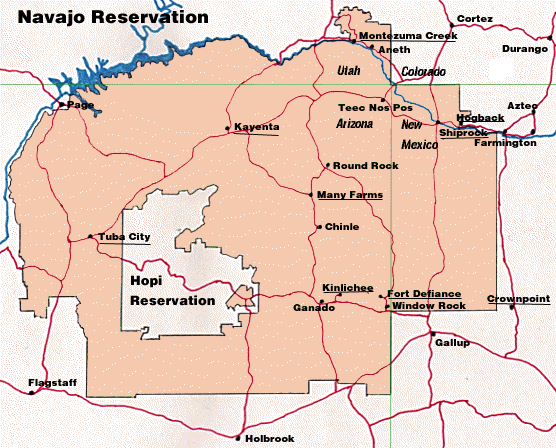 Navajo Reservation
Cortez
Montezuma Creek
Aneth
Durango
Utah
Colorado
Page
Teec Nos Pos
Aztec
Hogback
Kayenta
Arizona
New
Mexico
Shiprock
Farmington
Round Rock
Many Farms
Chinle
Tuba City
Hopi
Reservation
Kinlichee
Fort Defiance
Crownpoint
Ganado
Window Rock
Gallup
Flagstaff
Holbrook